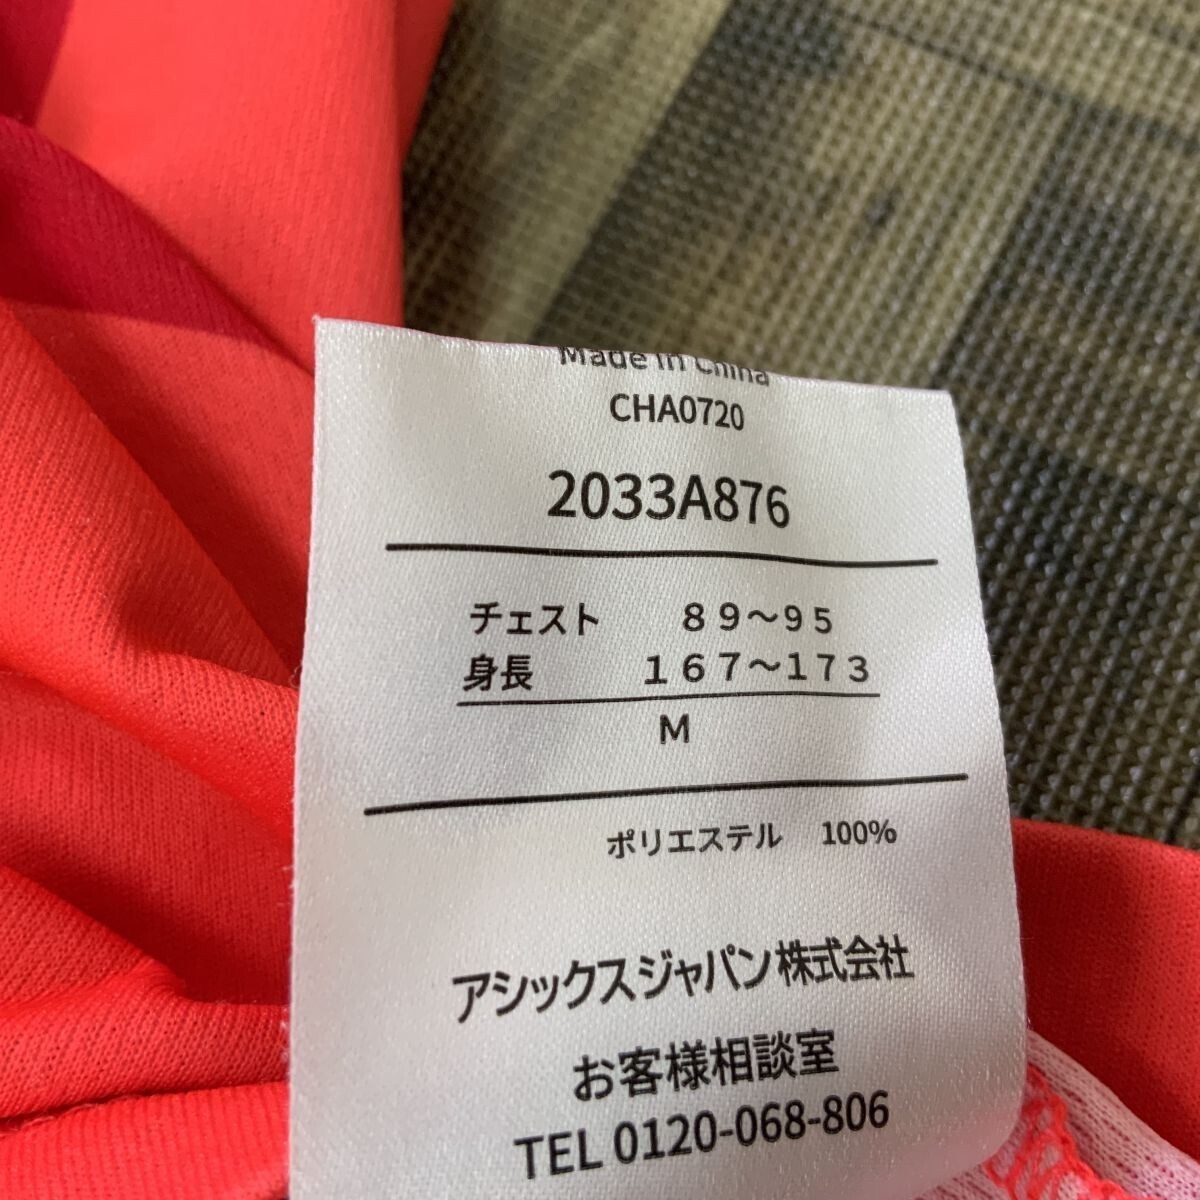 Made in China
CHA0720
2033A876
チェスト　８９～９５
身長　１６７～１７３
M
ポリエステル　100%
アシックスジャパン株式会社
お客様相談室
TEL 0120-068-806